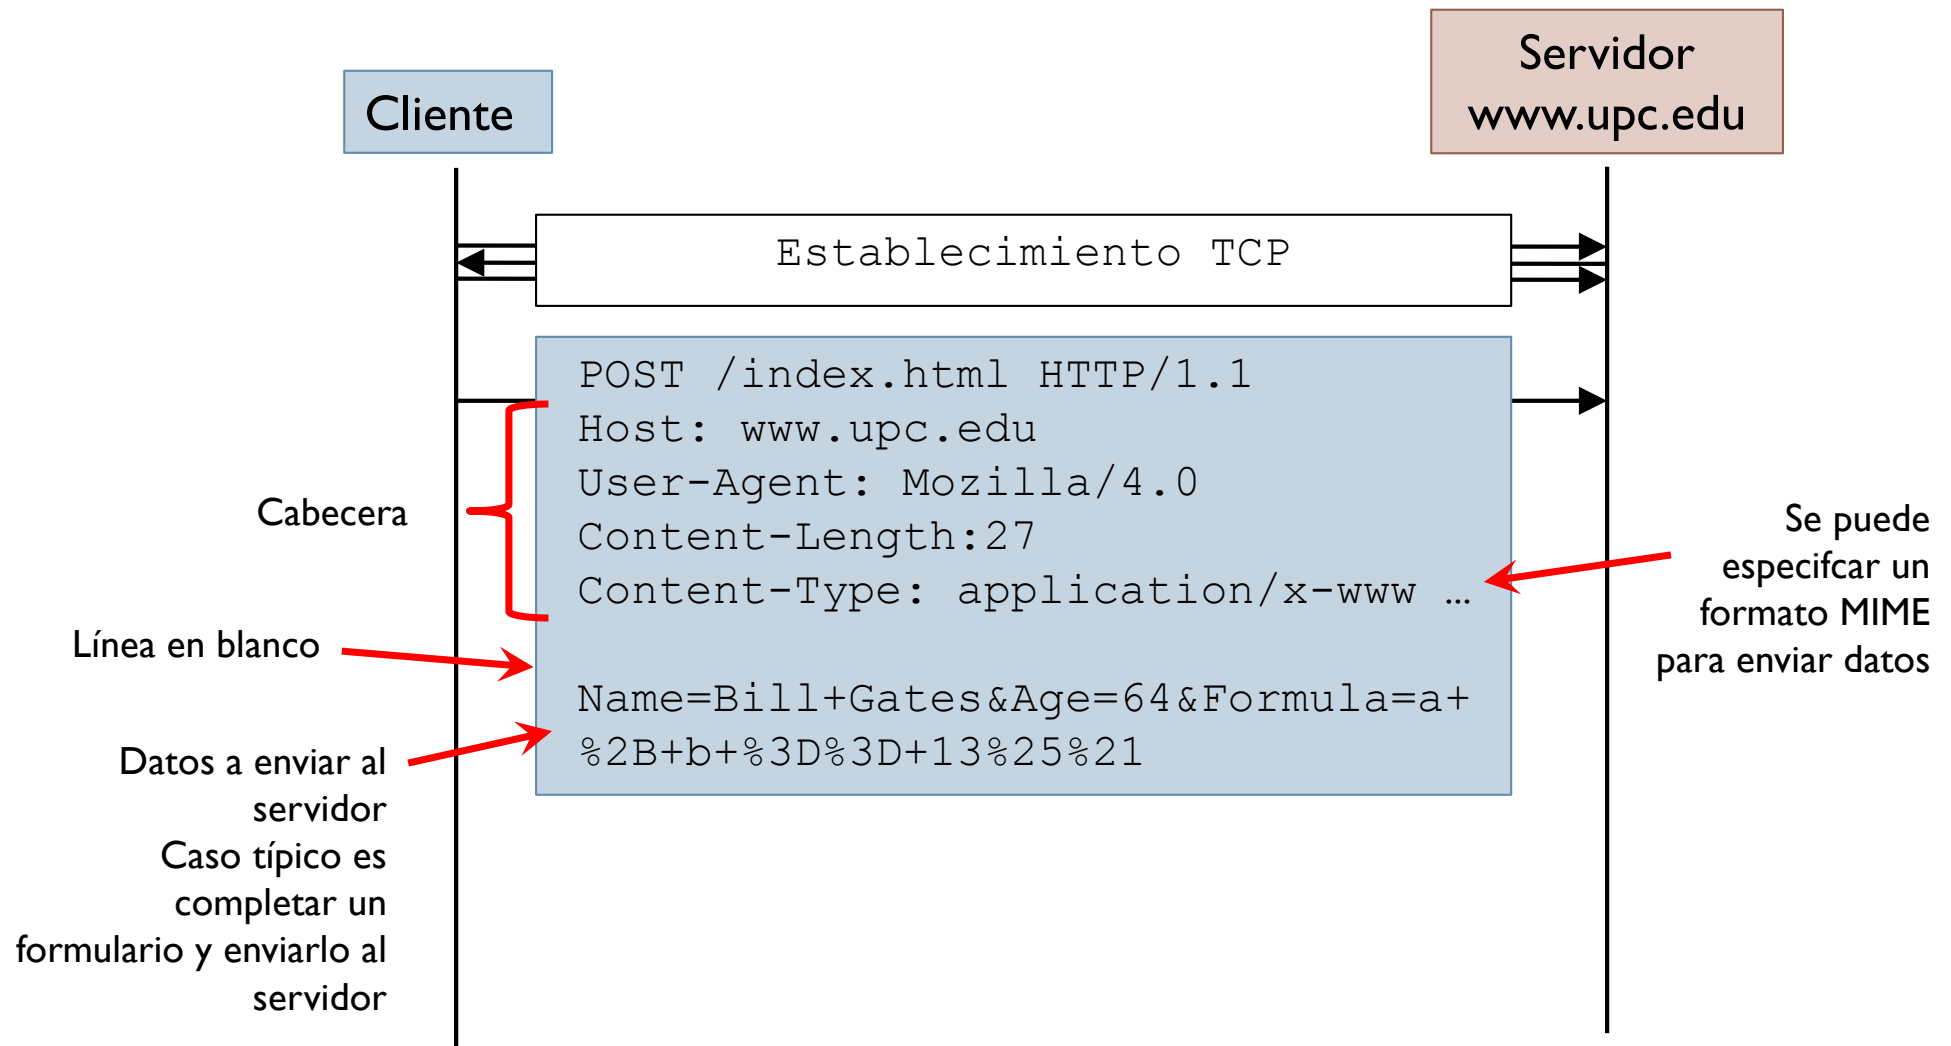 Cliente
Servidor
www.upc.edu
Establecimiento TCP
POST /index.html HTTP/1.1
Host: www.upc.edu
User-Agent: Mozilla/4.0
Content-Length:27
Content-Type: application/x-www …
Name=Bill+Gates&Age=64&Formula=a+
%2B+b+%3D%3D+13%25%21
Cabecera
Línea en blanco
Datos a enviar al
servidor
Caso típico es
completar un
formulario y enviarlo al
servidor
Se puede
especifcar un
formato MIME
para enviar datos